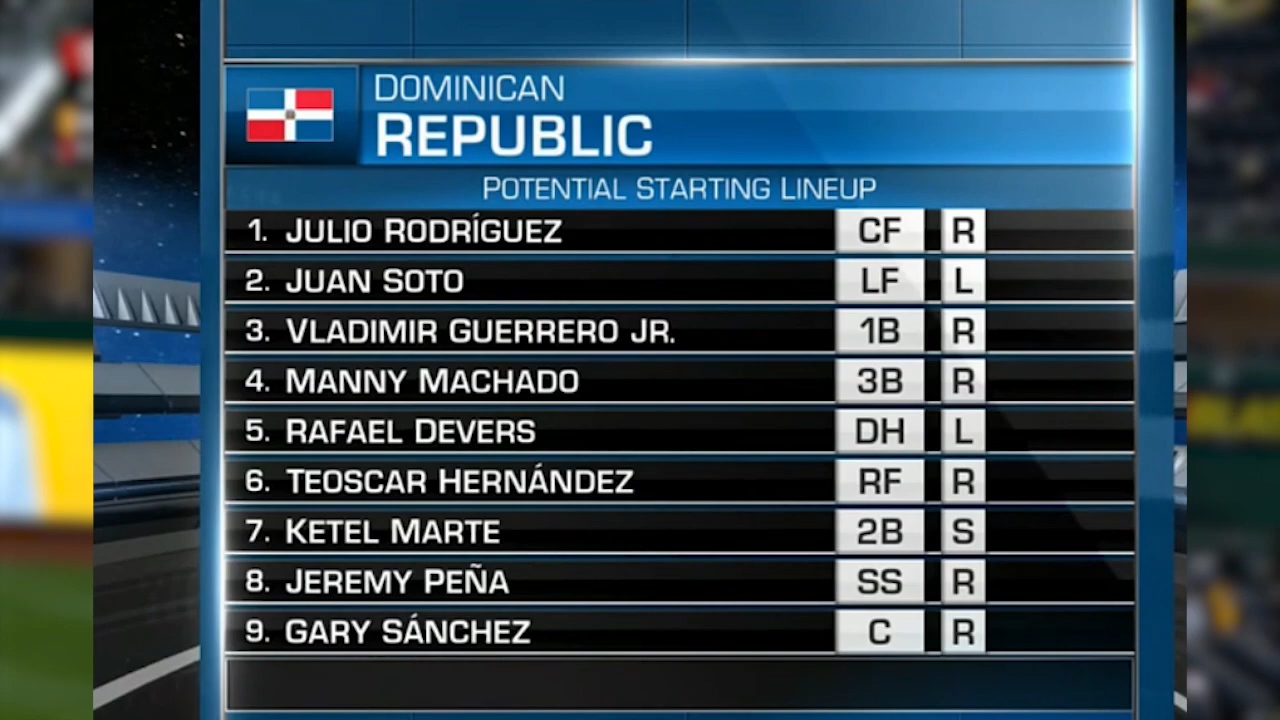 DOMINICAN
REPUBLIC
POTENTIAL STARTING LINEUP
1. JULIO RODRÍGUEZ CF R
2. JUAN SOTO LF L
3. VLADIMIR GUERRERO JR. 1B R
4. MANNY MACHADO 3B R
5. RAFAEL DEVERS DH L
6. TEOSCAR HERNÁNDEZ RF R
7. KETEL MARTE 2B S
8. JEREMY PEÑA SS R
9. GARY SÁNCHEZ C R